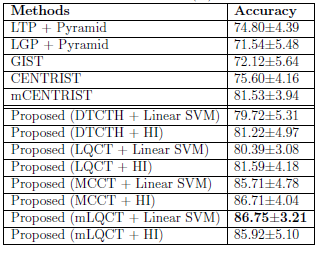 Methods Accuracy
LTP + Pyramid 74.80±4.39
LGP + Pyramid 71.54±5.48
GIST 72.12±5.64
CENTRIST 75.60±4.16
mCENTRIST 81.53±3.94
Proposed (DTCTH + Linear SVM) 79.72±5.31
Proposed (DTCTH + HI) 81.22±4.97
Proposed (LQCT + Linear SVM) 80.39±3.08
Proposed (LQCT + HI) 81.59±4.18
Proposed (MCCT + Linear SVM) 85.71±4.78
Proposed (MCCT + HI) 86.71±4.04
Proposed (mLQCT + Linear SVM) 86.75±3.21
Proposed (mLQCT + HI) 85.92±5.10